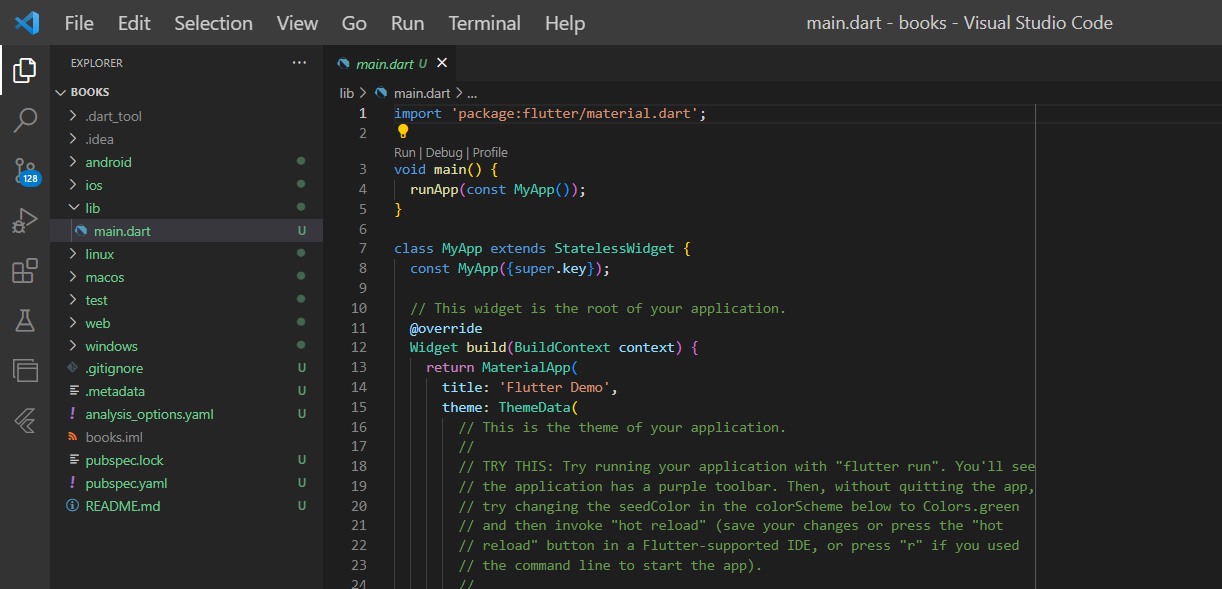 File Edit Selection View Go Run Terminal Help main.dart - books - Visual Studio Code
EXPLORER ...
BOOKS
.dart_tool
.idea
android
ios
lib
main.dart U
linux
macos
test
web
windows
.gitignore U
.metadata U
analysis_options.yaml U
books.iml
pubspec.lock U
pubspec.yaml U
README.md U
128
main.dart U
lib > main.dart > ...
1 import 'package:flutter/material.dart';
2
Run | Debug | Profile
3 void main() {
4 runApp(const MyApp());
5 }
6
7 class MyApp extends StatelessWidget {
8 const MyApp({super.key});
9
10 // This widget is the root of your application.
11 @override
12 Widget build(BuildContext context) {
13 return MaterialApp(
14 title: 'Flutter Demo',
15 theme: ThemeData(
16 // This is the theme of your application.
17 //
18 // TRY THIS: Try running your application with "flutter run". You'll see
19 // the application has a purple toolbar. Then, without quitting the app,
20 // try changing the seedColor in the colorScheme below to Colors.green
21 // and then invoke "hot reload" (save your changes or press the "hot
22 // reload" button in a Flutter-supported IDE, or press "r" if you used
23 // the command line to start the app).
24 //